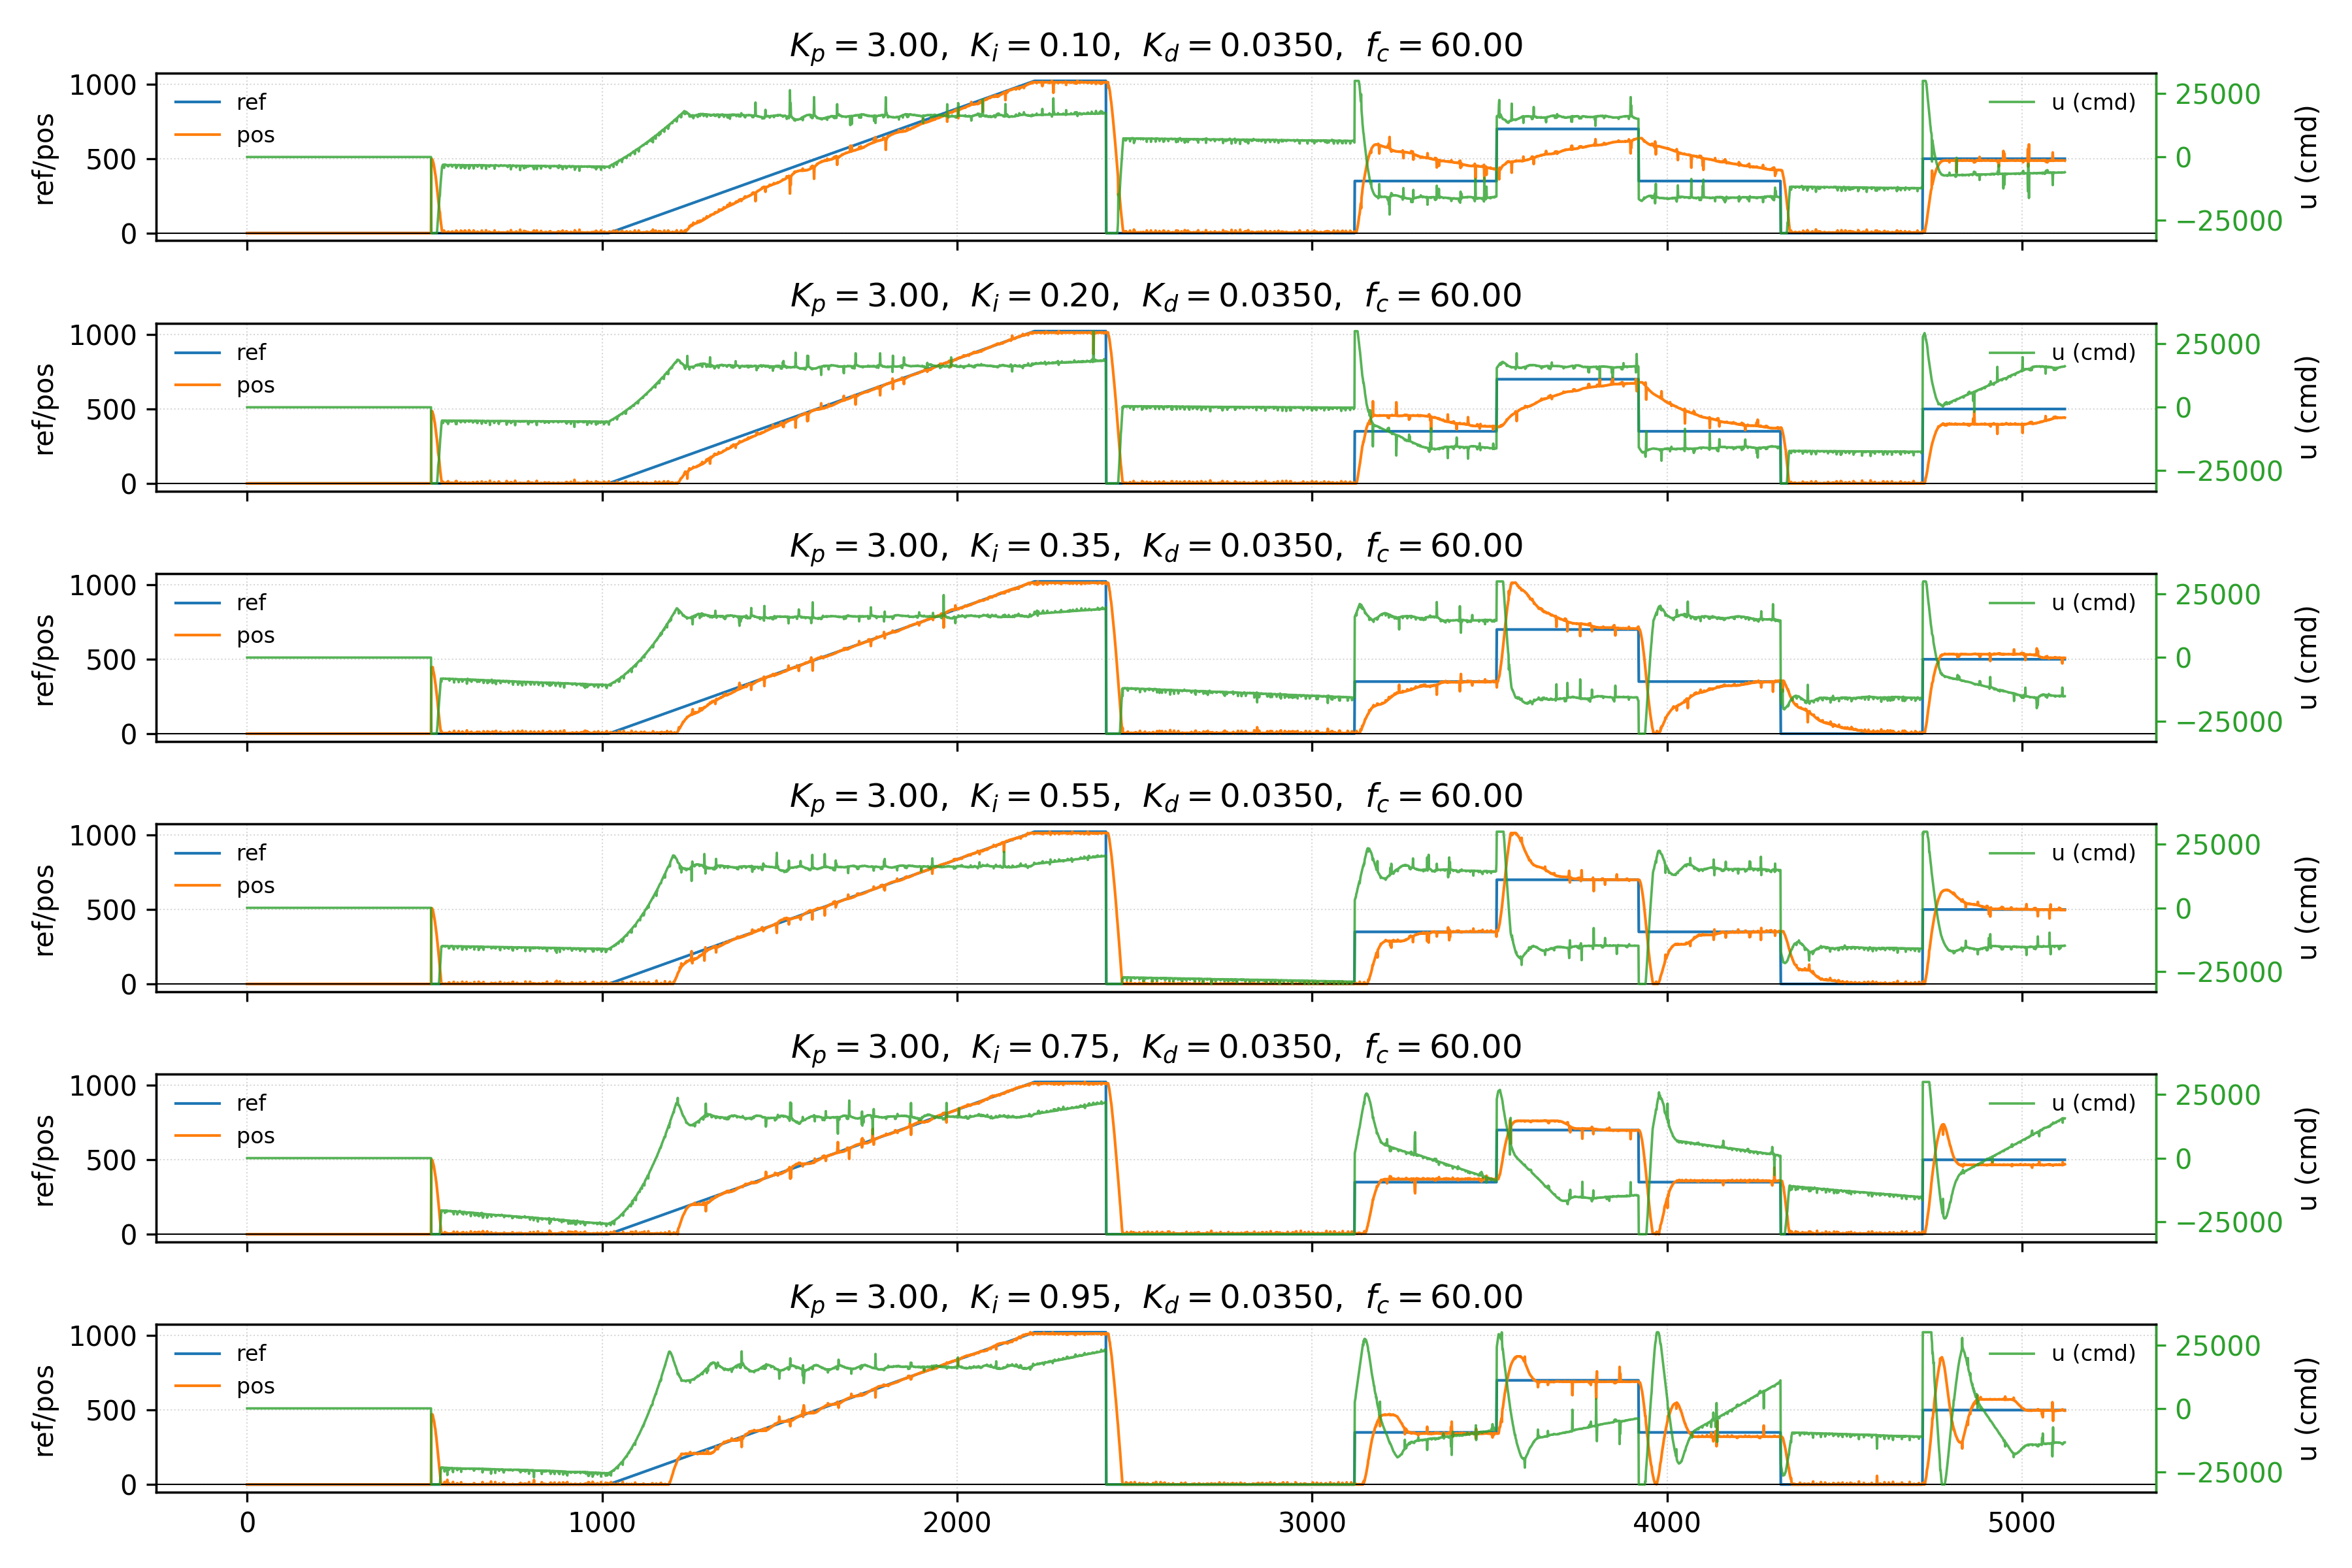 K_p = 3.00, K_i = 0.10, K_d = 0.0350, f_c = 60.00
1000
500
0
ref/pos
ref
pos
u (cmd)
25000
0
−25000
u (cmd)
K_p = 3.00, K_i = 0.20, K_d = 0.0350, f_c = 60.00
1000
500
0
ref/pos
ref
pos
u (cmd)
25000
0
−25000
u (cmd)
K_p = 3.00, K_i = 0.35, K_d = 0.0350, f_c = 60.00
1000
500
0
ref/pos
ref
pos
u (cmd)
25000
0
−25000
u (cmd)
K_p = 3.00, K_i = 0.55, K_d = 0.0350, f_c = 60.00
1000
500
0
ref/pos
ref
pos
u (cmd)
25000
0
−25000
u (cmd)
K_p = 3.00, K_i = 0.75, K_d = 0.0350, f_c = 60.00
1000
500
0
ref/pos
ref
pos
u (cmd)
25000
0
−25000
u (cmd)
K_p = 3.00, K_i = 0.95, K_d = 0.0350, f_c = 60.00
1000
500
0
ref/pos
ref
pos
u (cmd)
25000
0
−25000
u (cmd)
0 1000 2000 3000 4000 5000